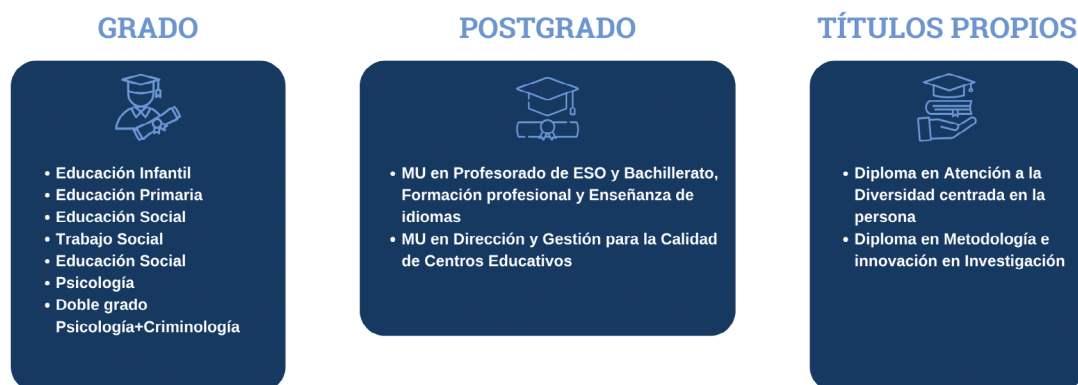 GRADO
• Educación Infantil
• Educación Primaria
• Educación Social
• Trabajo Social
• Educación Social
• Psicología
• Doble grado
Psicología+Criminología
POSTGRADO
• MU en Profesorado de ESO y Bachillerato,
Formación profesional y Enseñanza de
idiomas
• MU en Dirección y Gestión para la Calidad
de Centros Educativos
TÍTULOS PROPIOS
• Diploma en Atención a la
Diversidad centrada en la
persona
• Diploma en Metodología e
innovación en Investigación